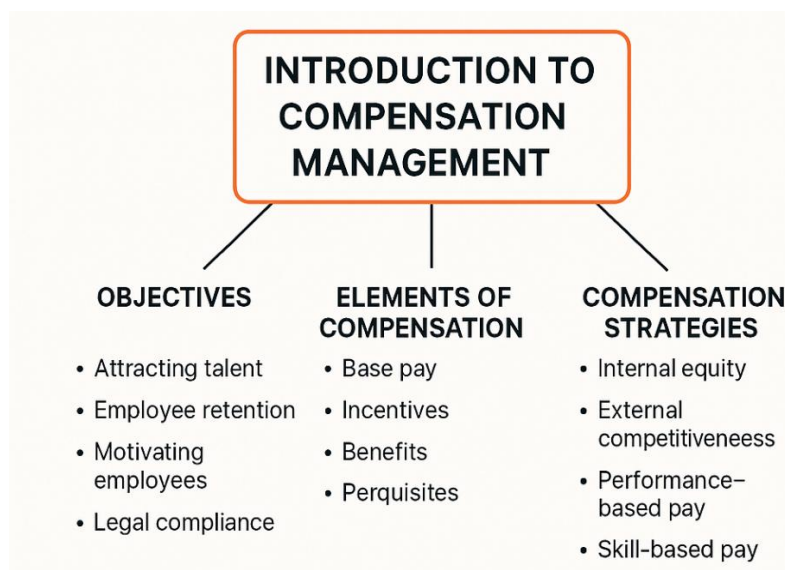 INTRODUCTION TO
COMPENSATION
MANAGEMENT
OBJECTIVES
• Attracting talent
• Employee retention
• Motivating
employees
• Legal compliance
ELEMENTS OF
COMPENSATION
• Base pay
• Incentives
• Benefits
• Perquisites
COMPENSATION
STRATEGIES
• Internal equity
• External
competitiveneess
• Performance–
based pay
• Skill-based pay